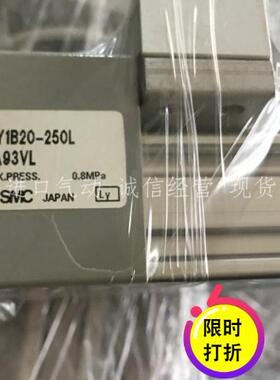 Y1B20-250L
A93VL
X.PRESS. 0.8MPa
SMC JAPAN Ly
进口气动 诚信经营 现货
限时
打折